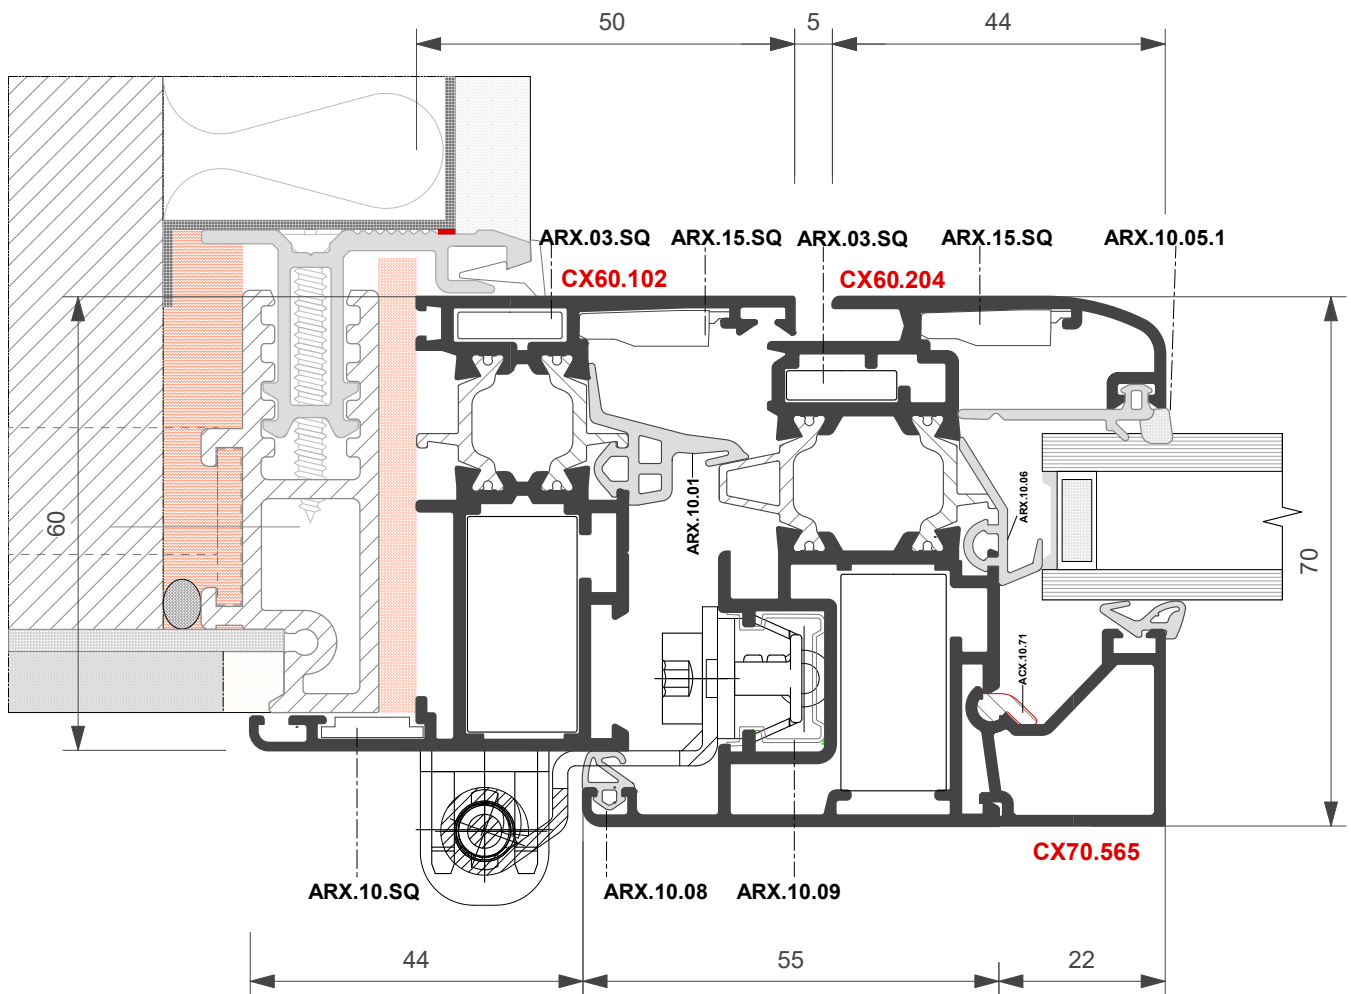 50 5 44
ARX.03.SQ ARX.15.SQ ARX.03.SQ ARX.15.SQ ARX.10.05.1
CX60.102 CX60.204
ARX.10.01
ARX.10.06
60
70
ACX.10.71
CX70.565
ARX.10.SQ ARX.10.08 ARX.10.09
44 55 22